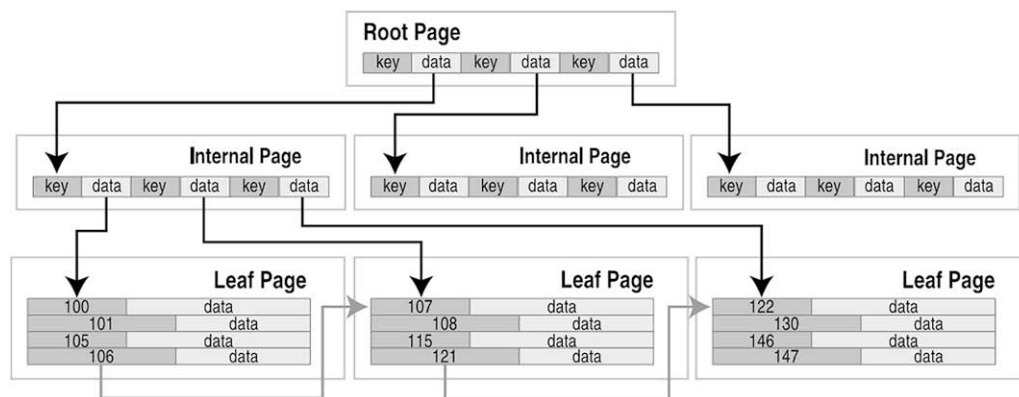 Root Page
key data key data key data
Internal Page
key data key data key data
Internal Page
key data key data key data
Internal Page
key data key data key data
Leaf Page
100 data
101 data
105 data
106 data
Leaf Page
107 data
108 data
115 data
121 data
Leaf Page
122 data
130 data
146 data
147 data